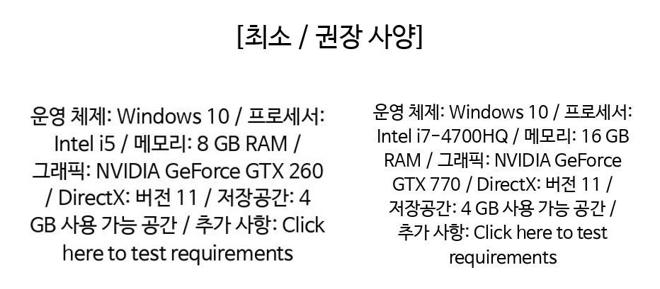 [최소 / 권장 사양]
운영 체제: Windows 10 / 프로세서:
Intel i5 / 메모리: 8 GB RAM /
그래픽: NVIDIA GeForce GTX 260
/ DirectX: 버전 11 / 저장공간: 4
GB 사용 가능 공간 / 추가 사항: Click
here to test requirements
운영 체제: Windows 10 / 프로세서:
Intel i7-4700HQ / 메모리: 16 GB
RAM / 그래픽: NVIDIA GeForce
GTX 770 / DirectX: 버전 11 /
저장공간: 4 GB 사용 가능 공간 /
추가 사항: Click here to test
requirements